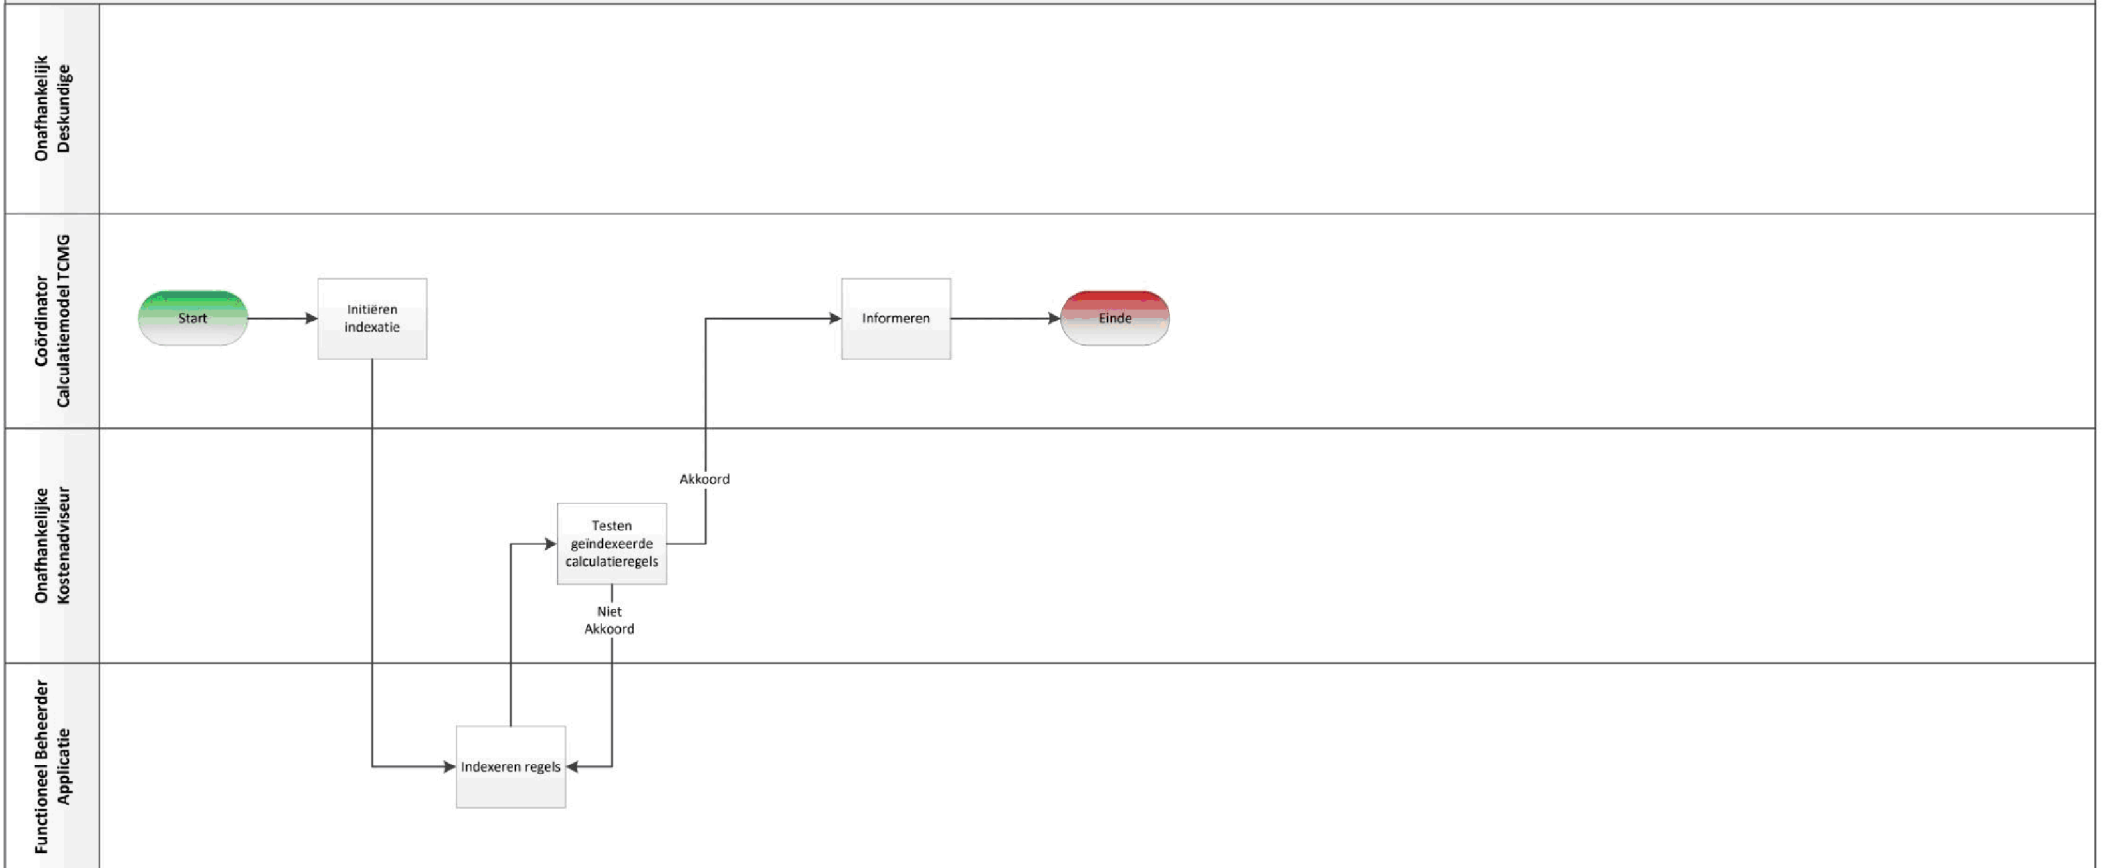 Onafhankelijk
Deskundige
Coördinator
Calculatiemodel TCMG
Start
Initiëren
indexatie
Informeren
Einde
Onafhankelijke
Kostenadviseur
Akkoord
Testen
geïndexeerde
calculatieregels
Niet
Akkoord
Functioneel Beheerder
Applicatie
Indexeren regels